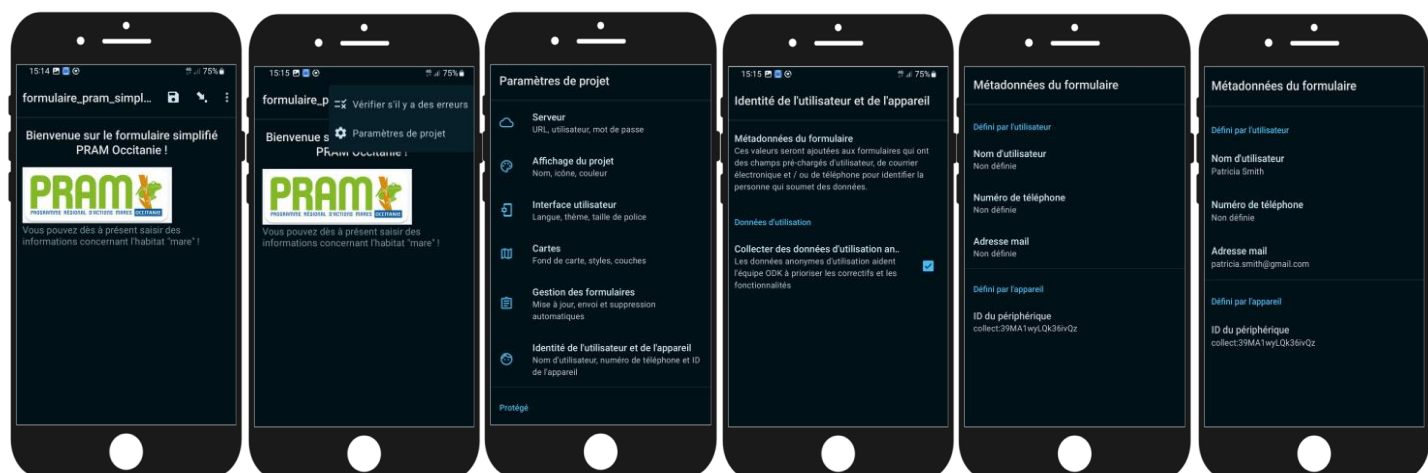 15:14
75%
formulaire_pram_simpl...
Bienvenue sur le formulaire simplifié
PRAM Occitanie !
PRAM
PROGRAMME RÉGIONAL D'ACTIONS MARES OCCITANIE
Vous pouvez dès à présent saisir des
informations concernant l'habitat "mare" !
15:15
75%
formulaire_p
Vérifier s'il y a des erreurs
Paramètres de projet
Bienvenue s
PRAM Occitanie !
PRAM
PROGRAMME RÉGIONAL D'ACTIONS MARES OCCITANIE
Vous pouvez dès à présent saisir des
informations concernant l'habitat "mare" !
Paramètres de projet
Serveur
URL, utilisateur, mot de passe
Affichage du projet
Nom, icône, couleur
Interface utilisateur
Langue, thème, taille de police
Cartes
Fond de carte, styles, couches
Gestion des formulaires
Mise à jour, envoi et suppression
automatiques
Identité de l'utilisateur et de l'appareil
Nom d'utilisateur, numéro de téléphone et ID
de l'appareil
Protégé
15:15
75%
Identité de l'utilisateur et de l'appareil
Métadonnées du formulaire
Ces valeurs seront ajoutées aux formulaires qui ont
des champs pré-chargés d'utilisateur, de courrier
électronique et / ou de téléphone pour identifier la
personne qui soumet des données.
Données d'utilisation
Collecter des données d'utilisation an..
Les données anonymes d'utilisation aident
l'équipe ODK à prioriser les correctifs et les
fonctionnalités
Métadonnées du formulaire
Défini par l'utilisateur
Nom d'utilisateur
Non définie
Numéro de téléphone
Non définie
Adresse mail
Non définie
Défini par l'appareil
ID du périphérique
collect:39MA1wyLQk36ivQz
Métadonnées du formulaire
Défini par l'utilisateur
Nom d'utilisateur
Patricia Smith
Numéro de téléphone
Non définie
Adresse mail
patricia.smith@gmail.com
Défini par l'appareil
ID du périphérique
collect:39MA1wyLQk36ivQz